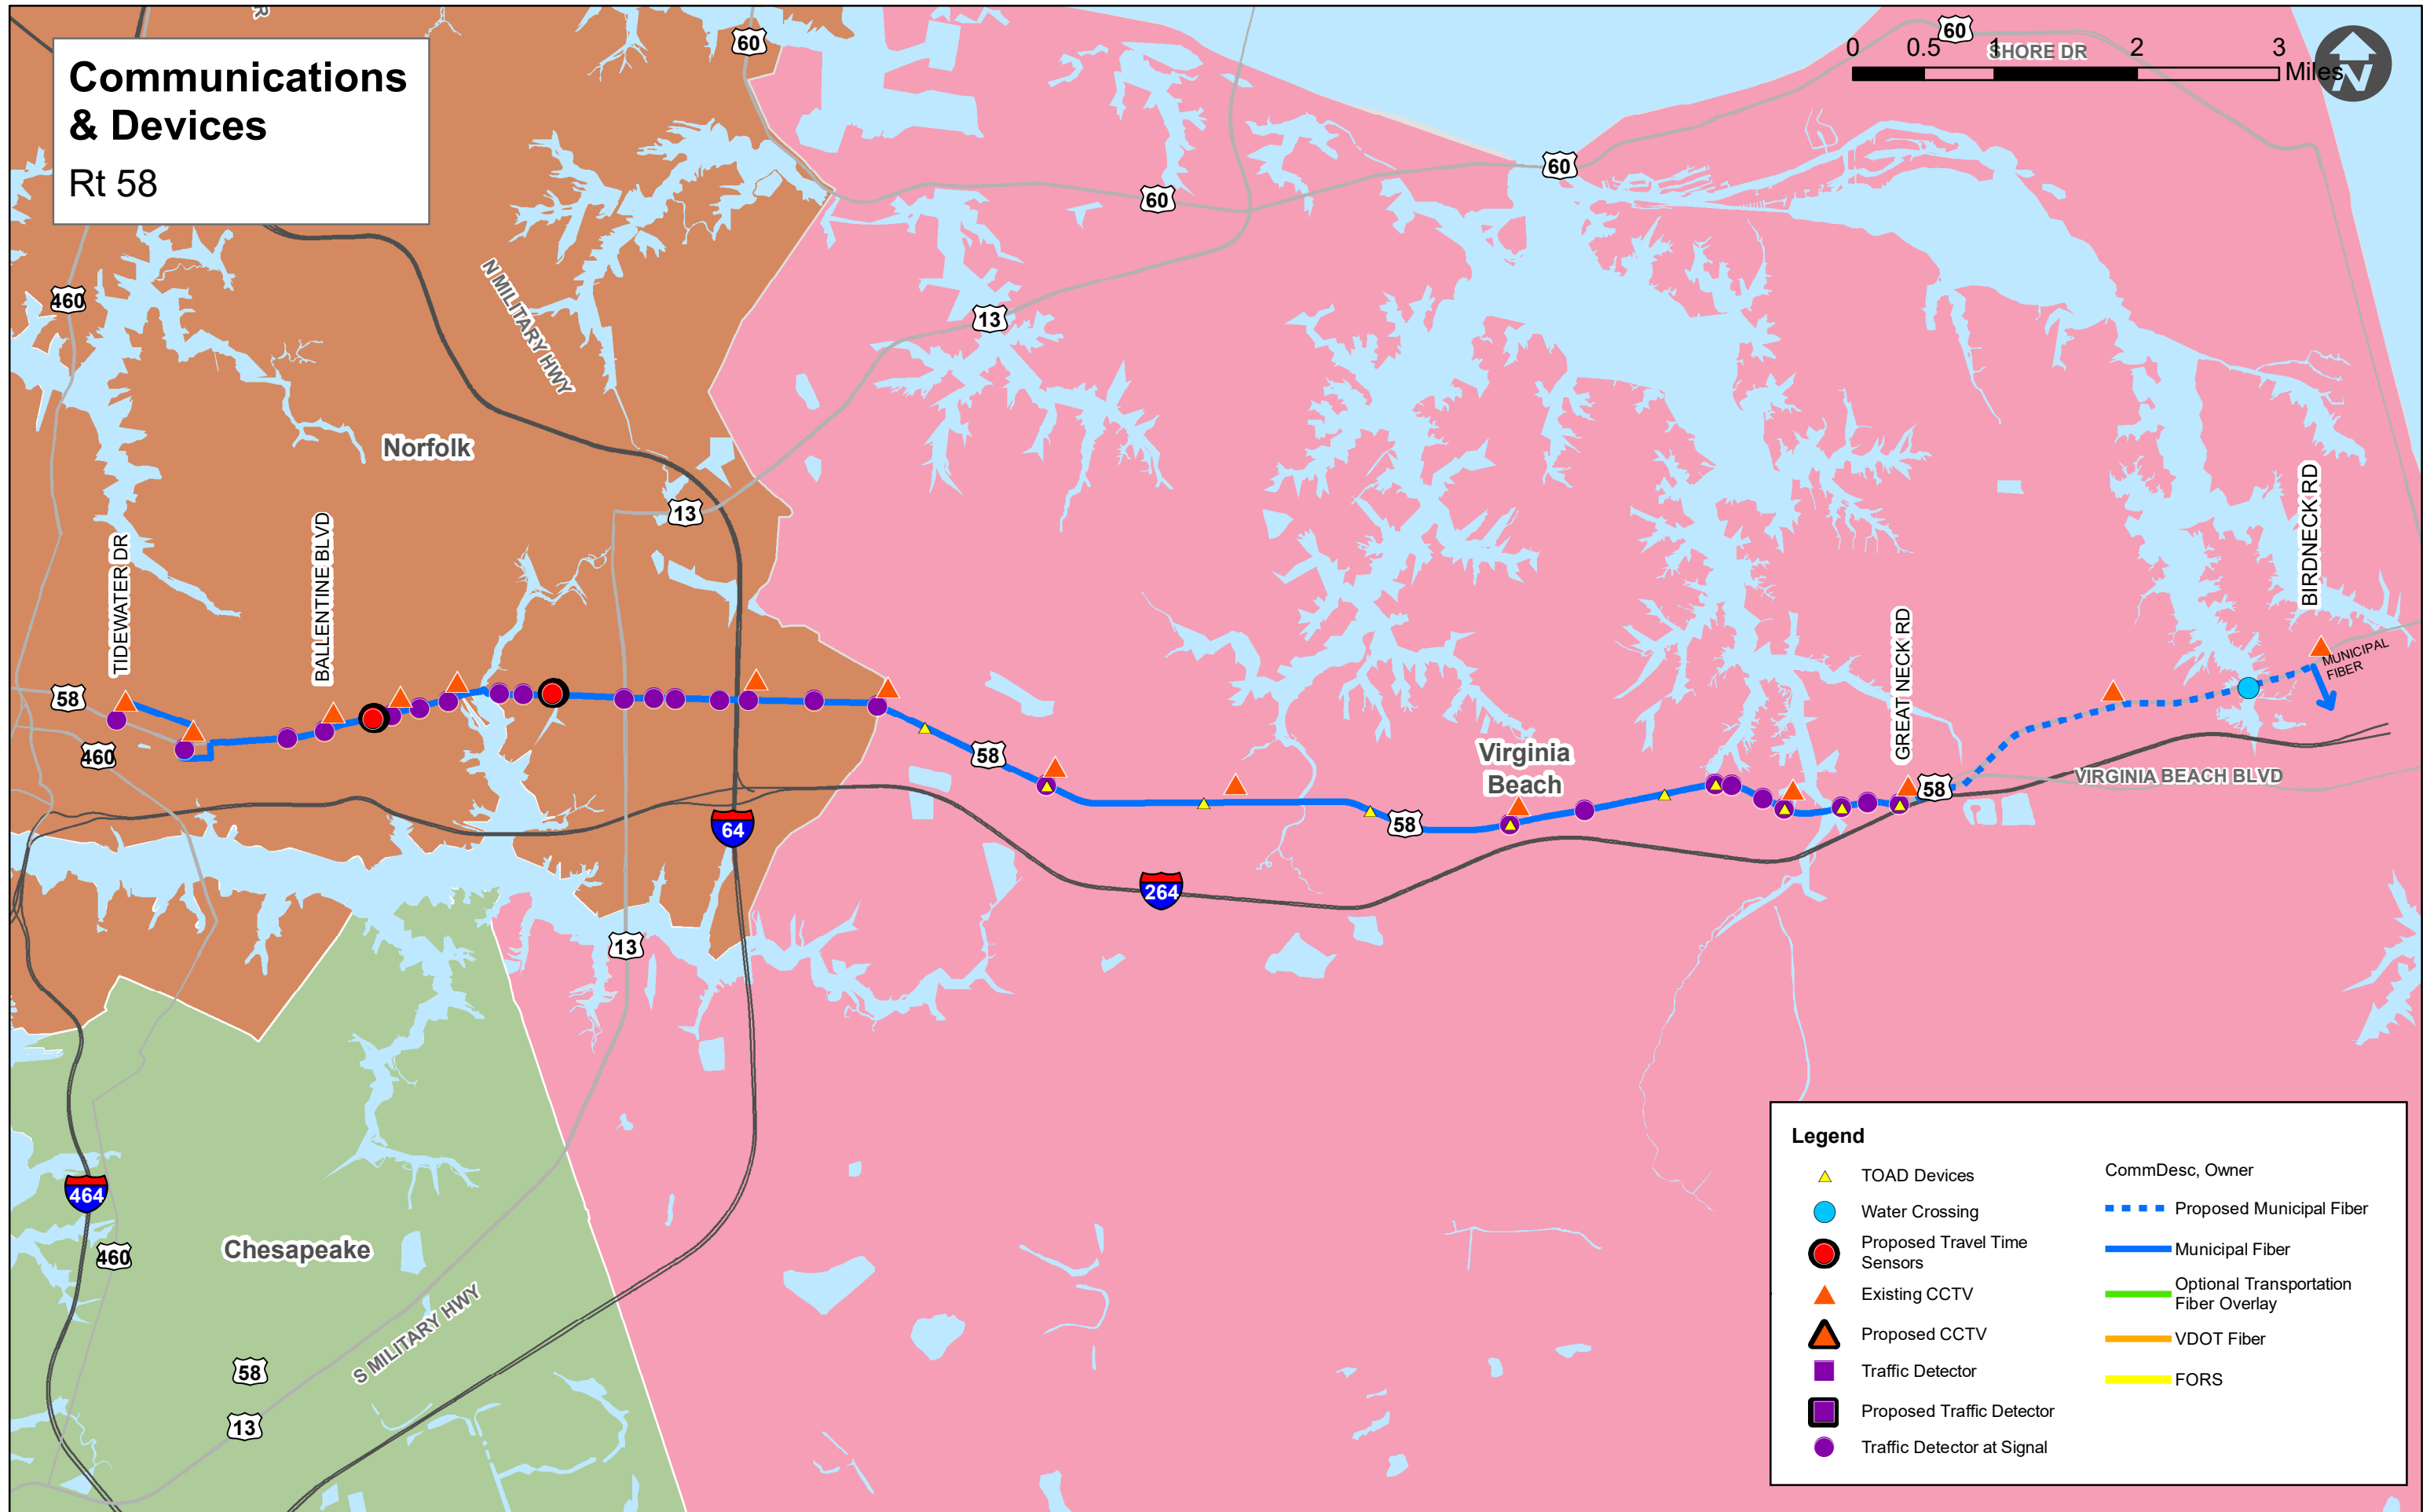 Communications
& Devices
Rt 58
R
60
60
SHORE DR
0 0.5 1 2 3
Miles
N
60
60
460
N MILITARY HWY
13
Norfolk
13
TIDEWATER DR
BALLENTINE BLVD
BIRDNECK RD
GREAT NECK RD
MUNICIPAL
FIBER
58
460
58
Virginia
Beach
58
58
VIRGINIA BEACH BLVD
64
264
13
464
460
Chesapeake
S MILITARY HWY
58
13
Legend
TOAD Devices
Water Crossing
Proposed Travel Time
Sensors
Existing CCTV
Proposed CCTV
Traffic Detector
Proposed Traffic Detector
Traffic Detector at Signal
CommDesc, Owner
Proposed Municipal Fiber
Municipal Fiber
Optional Transportation
Fiber Overlay
VDOT Fiber
FORS